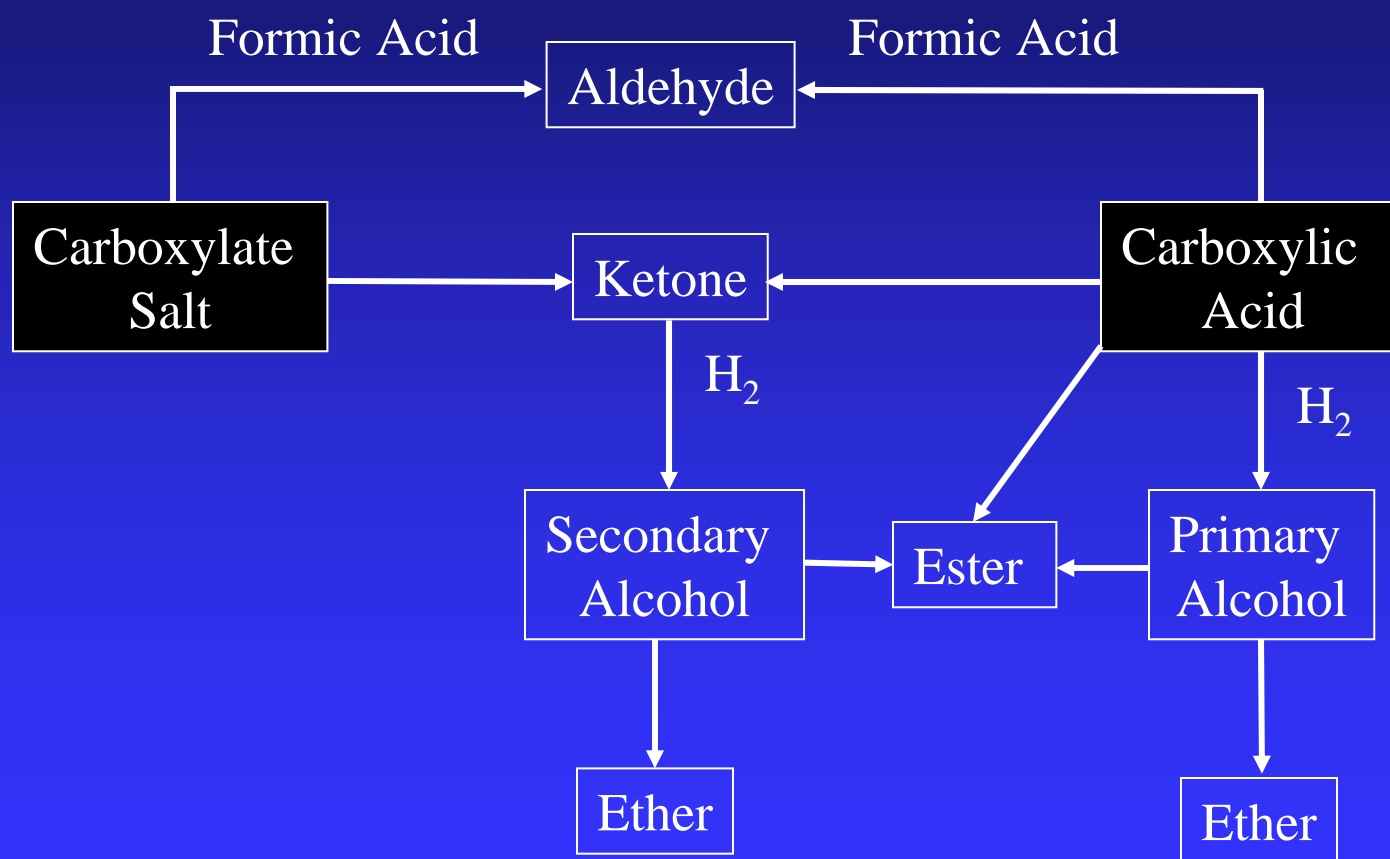 Formic Acid
Formic Acid
Aldehyde
Carboxylate
Salt
Ketone
Carboxylic
Acid
H₂
H₂
Secondary
Alcohol
Ester
Primary
Alcohol
Ether
Ether